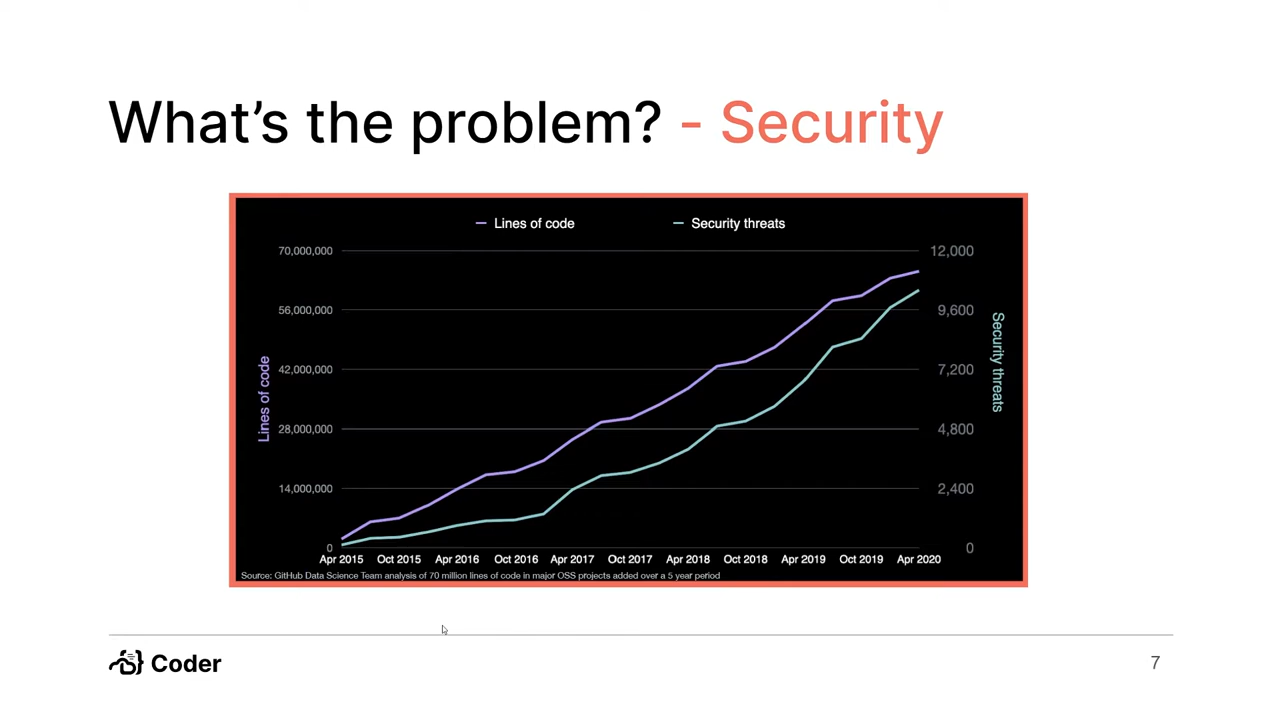 What’s the problem? - Security
Lines of code
Security threats
70,000,000
56,000,000
42,000,000
28,000,000
14,000,000
0
Lines of code
12,000
9,600
7,200
4,800
2,400
0
Security threats
Apr 2015 Oct 2015 Apr 2016 Oct 2016 Apr 2017 Oct 2017 Apr 2018 Oct 2018 Apr 2019 Oct 2019 Apr 2020
Source: GitHub Data Science Team analysis of 70 million lines of code in major OSS projects added over a 5 year period
Coder
7